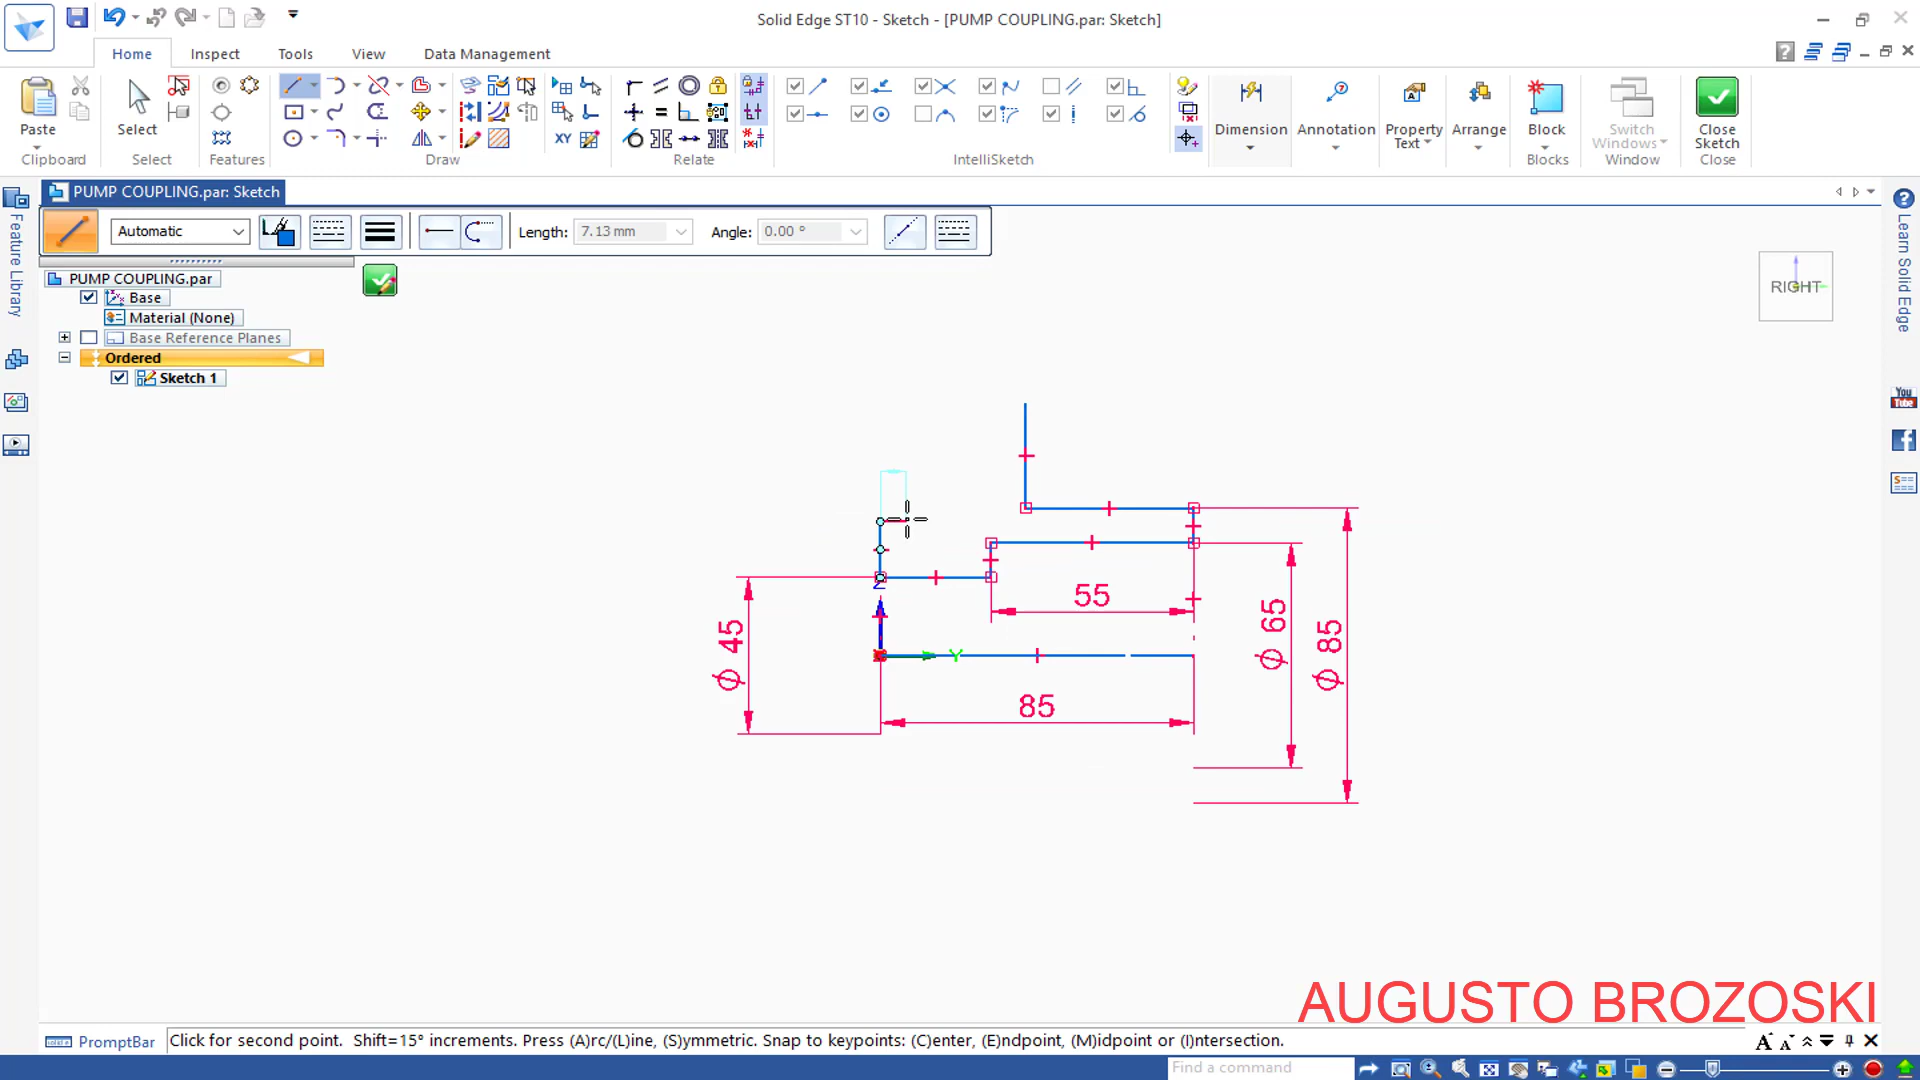 Solid Edge ST10 - Sketch - [PUMP COUPLING.par: Sketch]
Home
Inspect
Tools
View
Data Management
Paste
Clipboard
Select
Select
Features
Draw
XY
Relate
IntelliSketch
Dimension
Annotation
Property
Text
Arrange
Block
Blocks
Switch
Windows
Window
Close
Sketch
Close
PUMP COUPLING.par: Sketch
Automatic
Length:
7.13 mm
Angle:
0.00 °
PUMP COUPLING.par
Base
Material (None)
Base Reference Planes
Ordered
Sketch 1
Feature Library
Learn Solid Edge
You
Tube
RIGHT
55
85
ϕ 45
ϕ 65
ϕ 85
Z
Y
AUGUSTO BROZOSKI
PromptBar
Click for second point. Shift=15° increments. Press (A)rc/(L)ine, (S)ymmetric. Snap to keypoints: (C)enter, (E)ndpoint, (M)idpoint or (I)ntersection.
Find a command